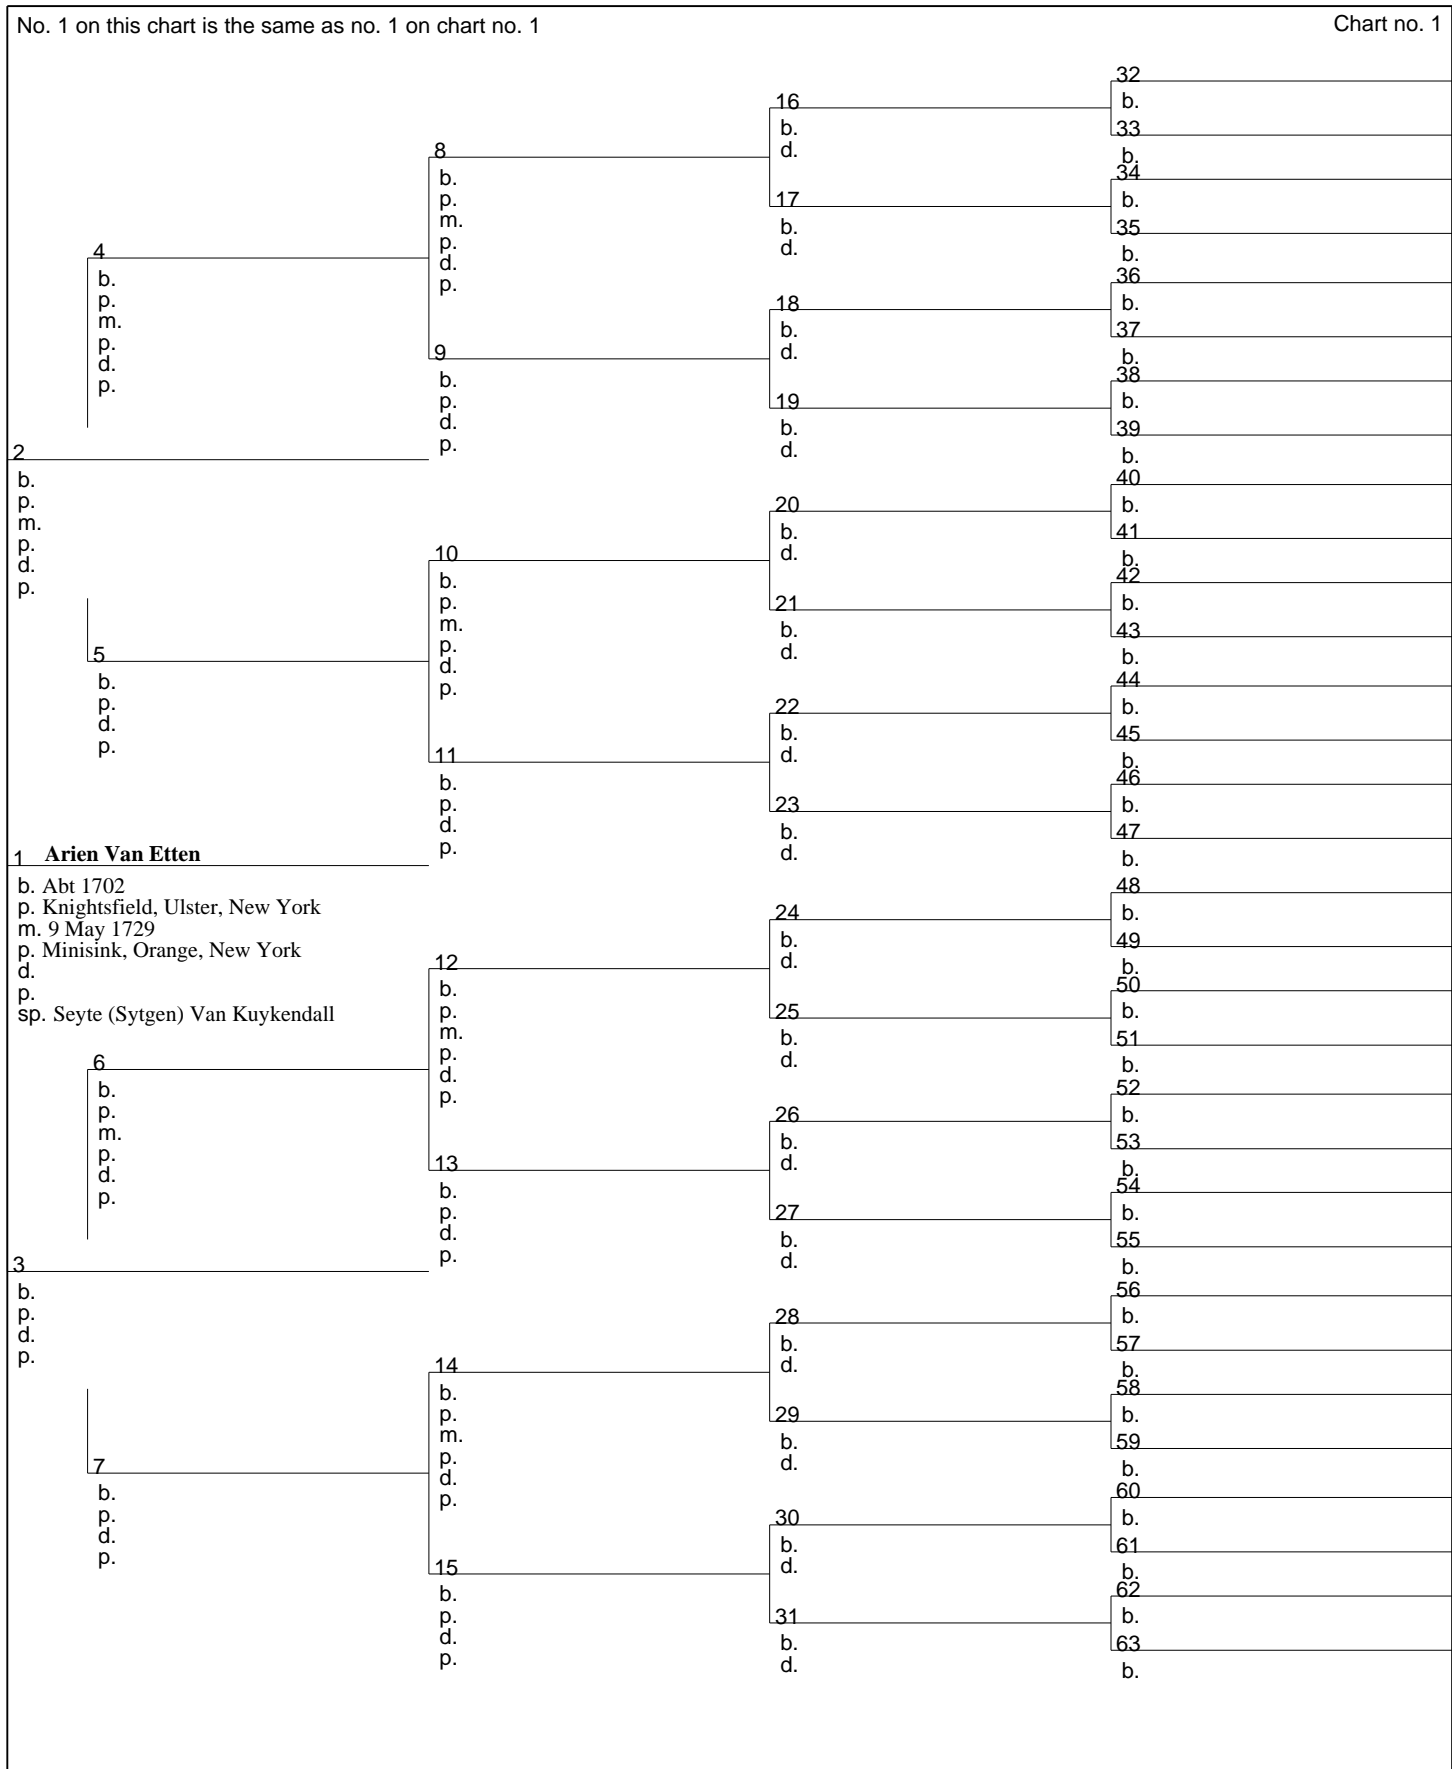 No. 1 on this chart is the same as no. 1 on chart no. 1
Chart no. 1
2
b.
p.
m.
p.
d.
p.
1 Arien Van Etten
b. Abt 1702
p. Knightsfield, Ulster, New York
m. 9 May 1729
p. Minisink, Orange, New York
d.
p.
sp. Seyte (Sytgen) Van Kuykendall
3
b.
p.
d.
p.
4
b.
p.
m.
p.
d.
p.
5
b.
p.
d.
p.
6
b.
p.
m.
p.
d.
p.
7
b.
p.
d.
p.
8
b.
p.
m.
p.
d.
p.
9
b.
p.
d.
p.
10
b.
p.
m.
p.
d.
p.
11
b.
p.
d.
p.
12
b.
p.
m.
p.
d.
p.
13
b.
p.
d.
p.
14
b.
p.
m.
p.
d.
p.
15
b.
p.
d.
p.
16
b.
d.
17
b.
d.
18
b.
d.
19
b.
d.
20
b.
d.
21
b.
d.
22
b.
d.
23
b.
d.
24
b.
d.
25
b.
d.
26
b.
d.
27
b.
d.
28
b.
d.
29
b.
d.
30
b.
d.
31
b.
d.
32
b.
33
b.
34
b.
35
b.
36
b.
37
b.
38
b.
39
b.
40
b.
41
b.
42
b.
43
b.
44
b.
45
b.
46
b.
47
b.
48
b.
49
b.
50
b.
51
b.
52
b.
53
b.
54
b.
55
b.
56
b.
57
b.
58
b.
59
b.
60
b.
61
b.
62
b.
63
b.